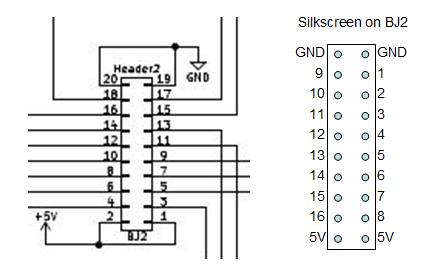 Silkscreen on BJ2
Header2
20 19
GND
18 17
16 15
14 13
12 11
10 9
8 7
6 5
4 3
+5V
2 1
BJ2
GND GND
9 1
10 2
11 3
12 4
13 5
14 6
15 7
16 8
5V 5V